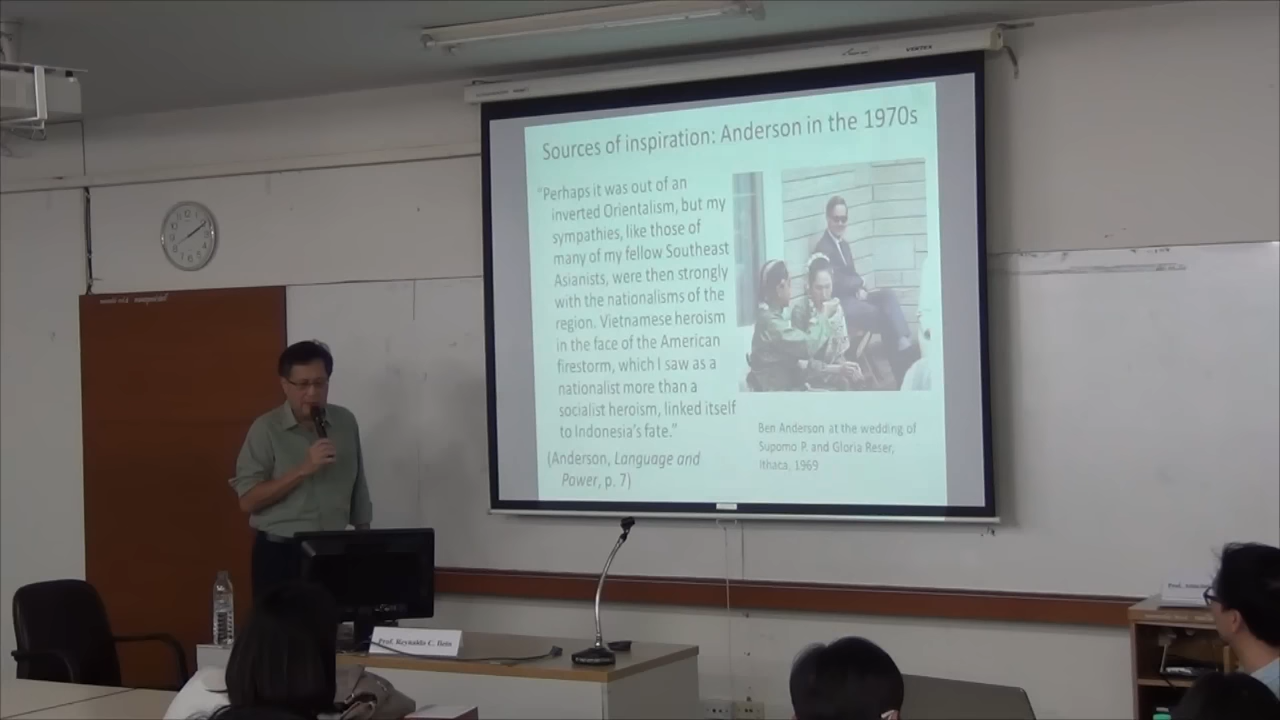 VERTEX
Sources of inspiration: Anderson in the 1970s
“Perhaps it was out of an
inverted Orientalism, but my
sympathies, like those of
many of my fellow Southeast
Asianists, were then strongly
with the nationalisms of the
region. Vietnamese heroism
in the face of the American
firestorm, which I saw as a
nationalist more than a
socialist heroism, linked itself
to Indonesia’s fate.”
(Anderson, Language and
Power, p. 7)
Ben Anderson at the wedding of
Supomo P. and Gloria Reser,
Ithaca, 1969
Prof. Reynaldo C. Ileto
Prof.